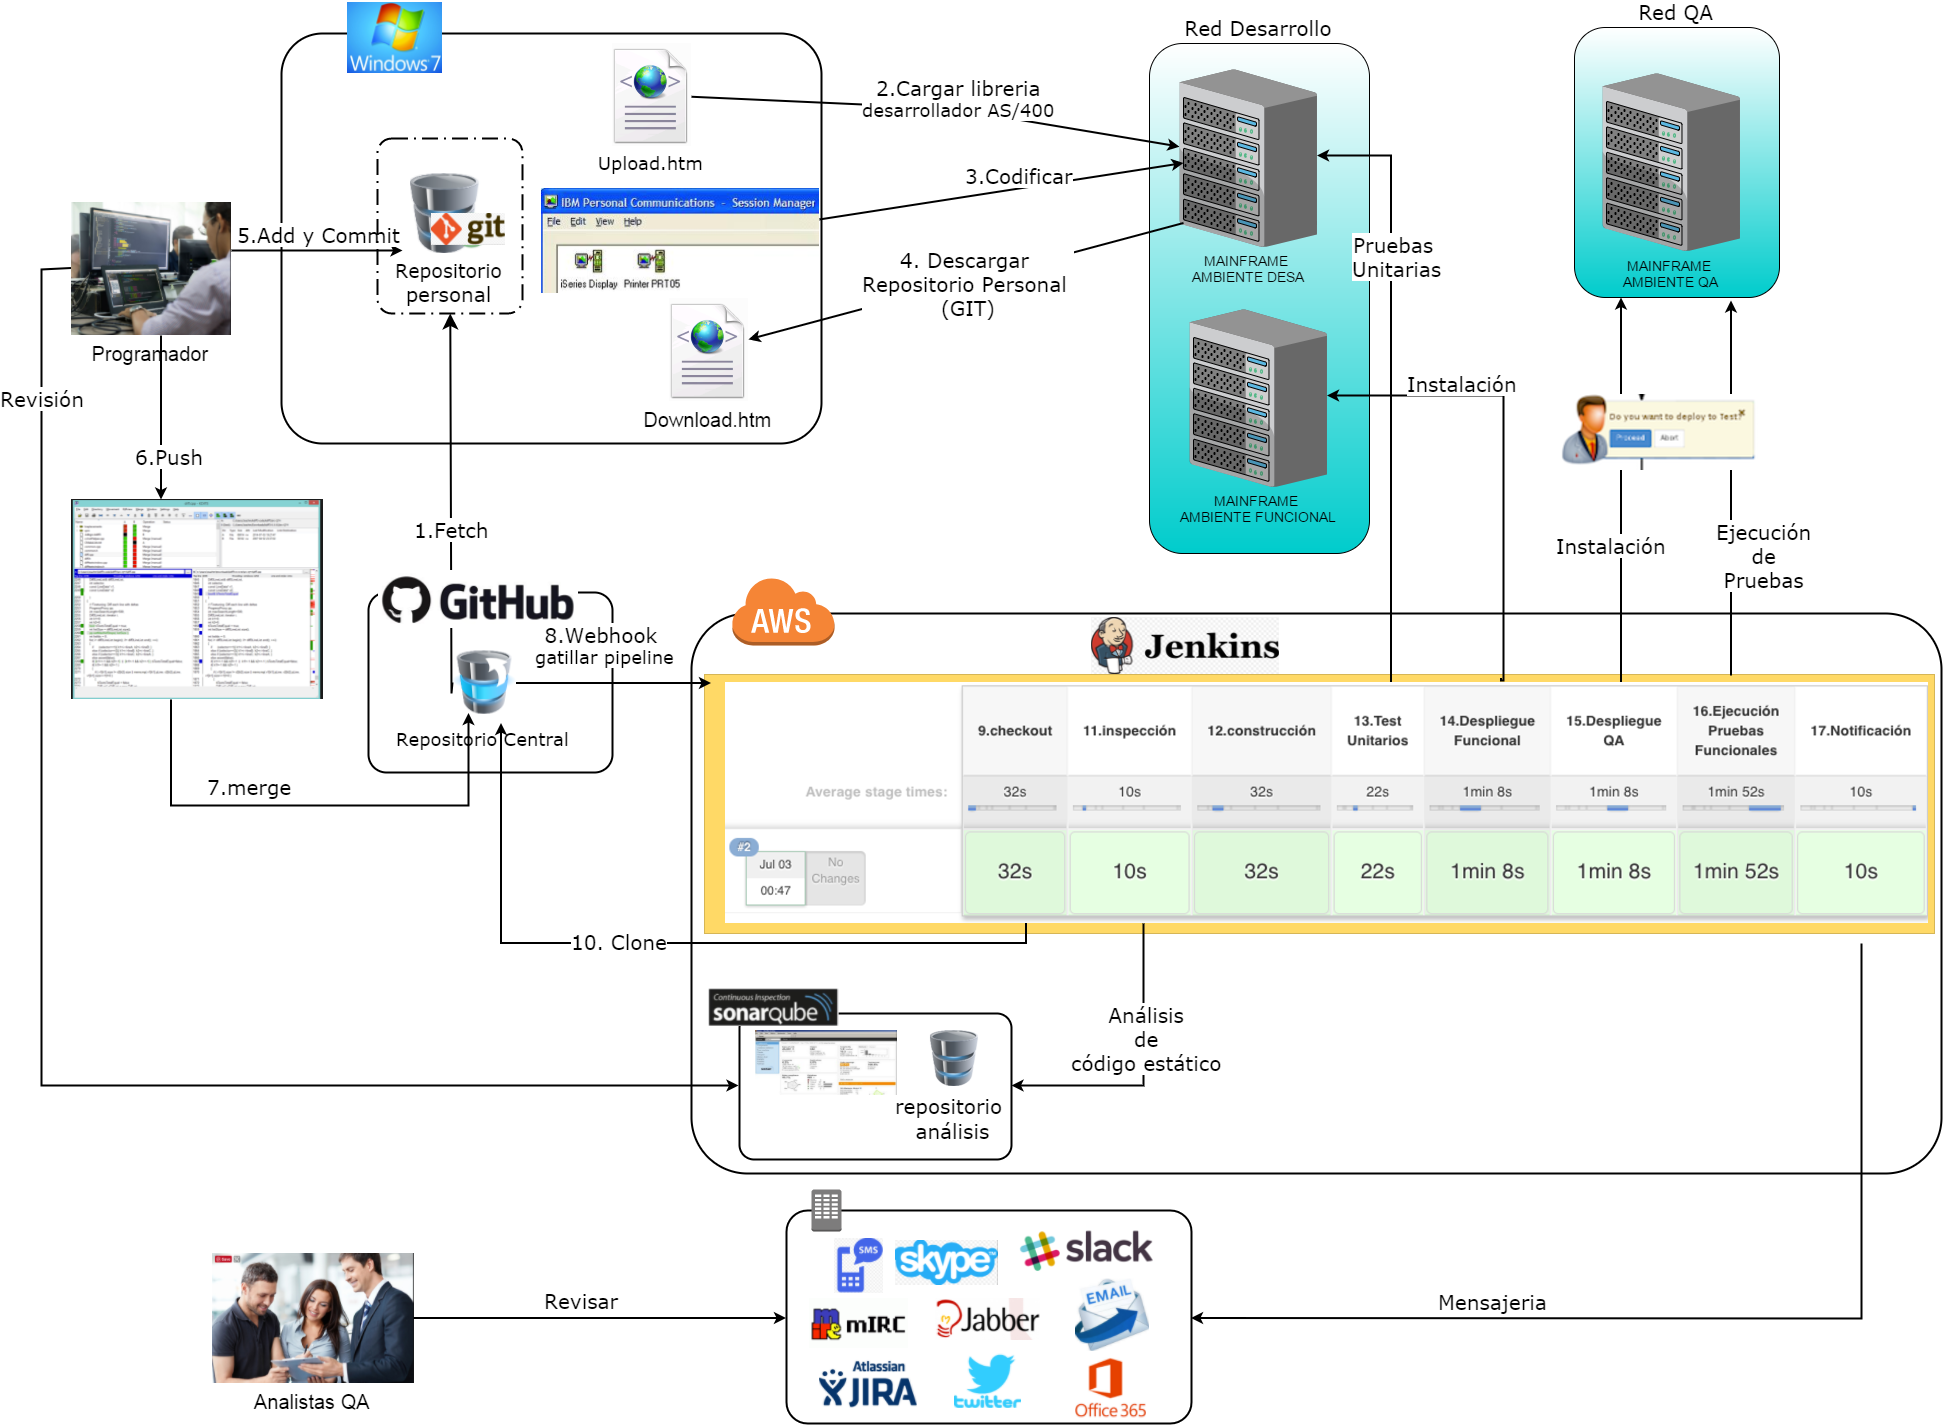 Windows 7
Upload.htm
2.Cargar libreria
desarrollador AS/400
Red Desarrollo
Red QA
3.Codificar
IBM Personal Communications - Session Manager
File Edit View Help
iSeries Display Printer PRT05
5.Add y Commit
git
Repositorio
personal
4. Descargar
Repositorio Personal
(GIT)
MAINFRAME
AMBIENTE DESA
Pruebas
Unitarias
MAINFRAME
AMBIENTE QA
Programador
Revisión
Download.htm
Instalación
Do you want to deploy to Test?
Proceed Abort
6.Push
MAINFRAME
AMBIENTE FUNCIONAL
1.Fetch
Instalación
Ejecución
de
Pruebas
GitHub
8.Webhook
gatillar pipeline
AWS
Jenkins
Repositorio Central
7.merge
9.checkout
11.inspección
12.construcción
13.Test
Unitarios
14.Despliegue
Funcional
15.Despliegue
QA
16.Ejecución
Pruebas
Funcionales
17.Notificación
Average stage times:
32s 10s 32s 22s 1min 8s 1min 8s 1min 52s 10s
#2
Jul 03
00:47
No
Changes
32s 10s 32s 22s 1min 8s 1min 8s 1min 52s 10s
10. Clone
Continuous Inspection
sonarqube
Análisis
de
código estático
repositorio
análisis
SMS
skype
slack
Revisar
mIRC
Jabber
EMAIL
Mensajeria
Atlassian
JIRA
twitter
Office 365
Analistas QA